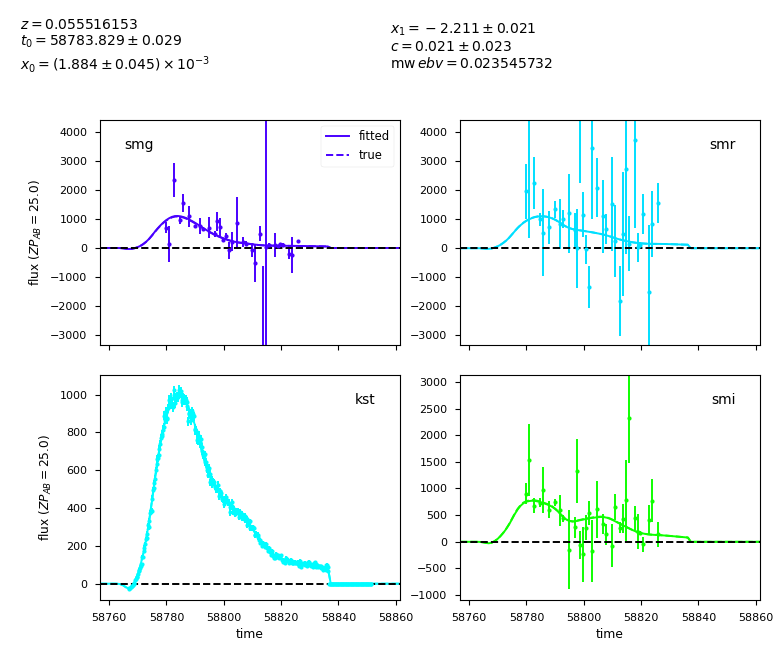 z = 0.055516153
t₀ = 58783.829 ± 0.029
x₀ = (1.884 ± 0.045) × 10⁻³
x₁ = −2.211 ± 0.021
c = 0.021 ± 0.023
mw ebv = 0.023545732
smg
fitted
true
4000
3000
2000
1000
0
−1000
−2000
−3000
flux (ZP_AB = 25.0)
smr
4000
3000
2000
1000
0
−1000
−2000
−3000
kst
1000
800
600
400
200
0
flux (ZP_AB = 25.0)
58760 58780 58800 58820 58840 58860
time
smi
3000
2500
2000
1500
1000
500
0
−500
−1000
58760 58780 58800 58820 58840 58860
time